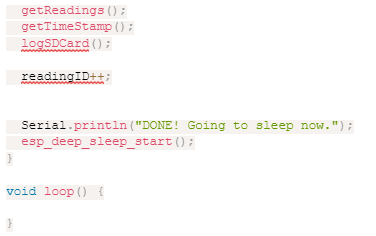 getReadings();
getTimeStamp();
logSDCard();
readingID++;
Serial.println("DONE! Going to sleep now.");
esp_deep_sleep_start();
}
void loop() {
}